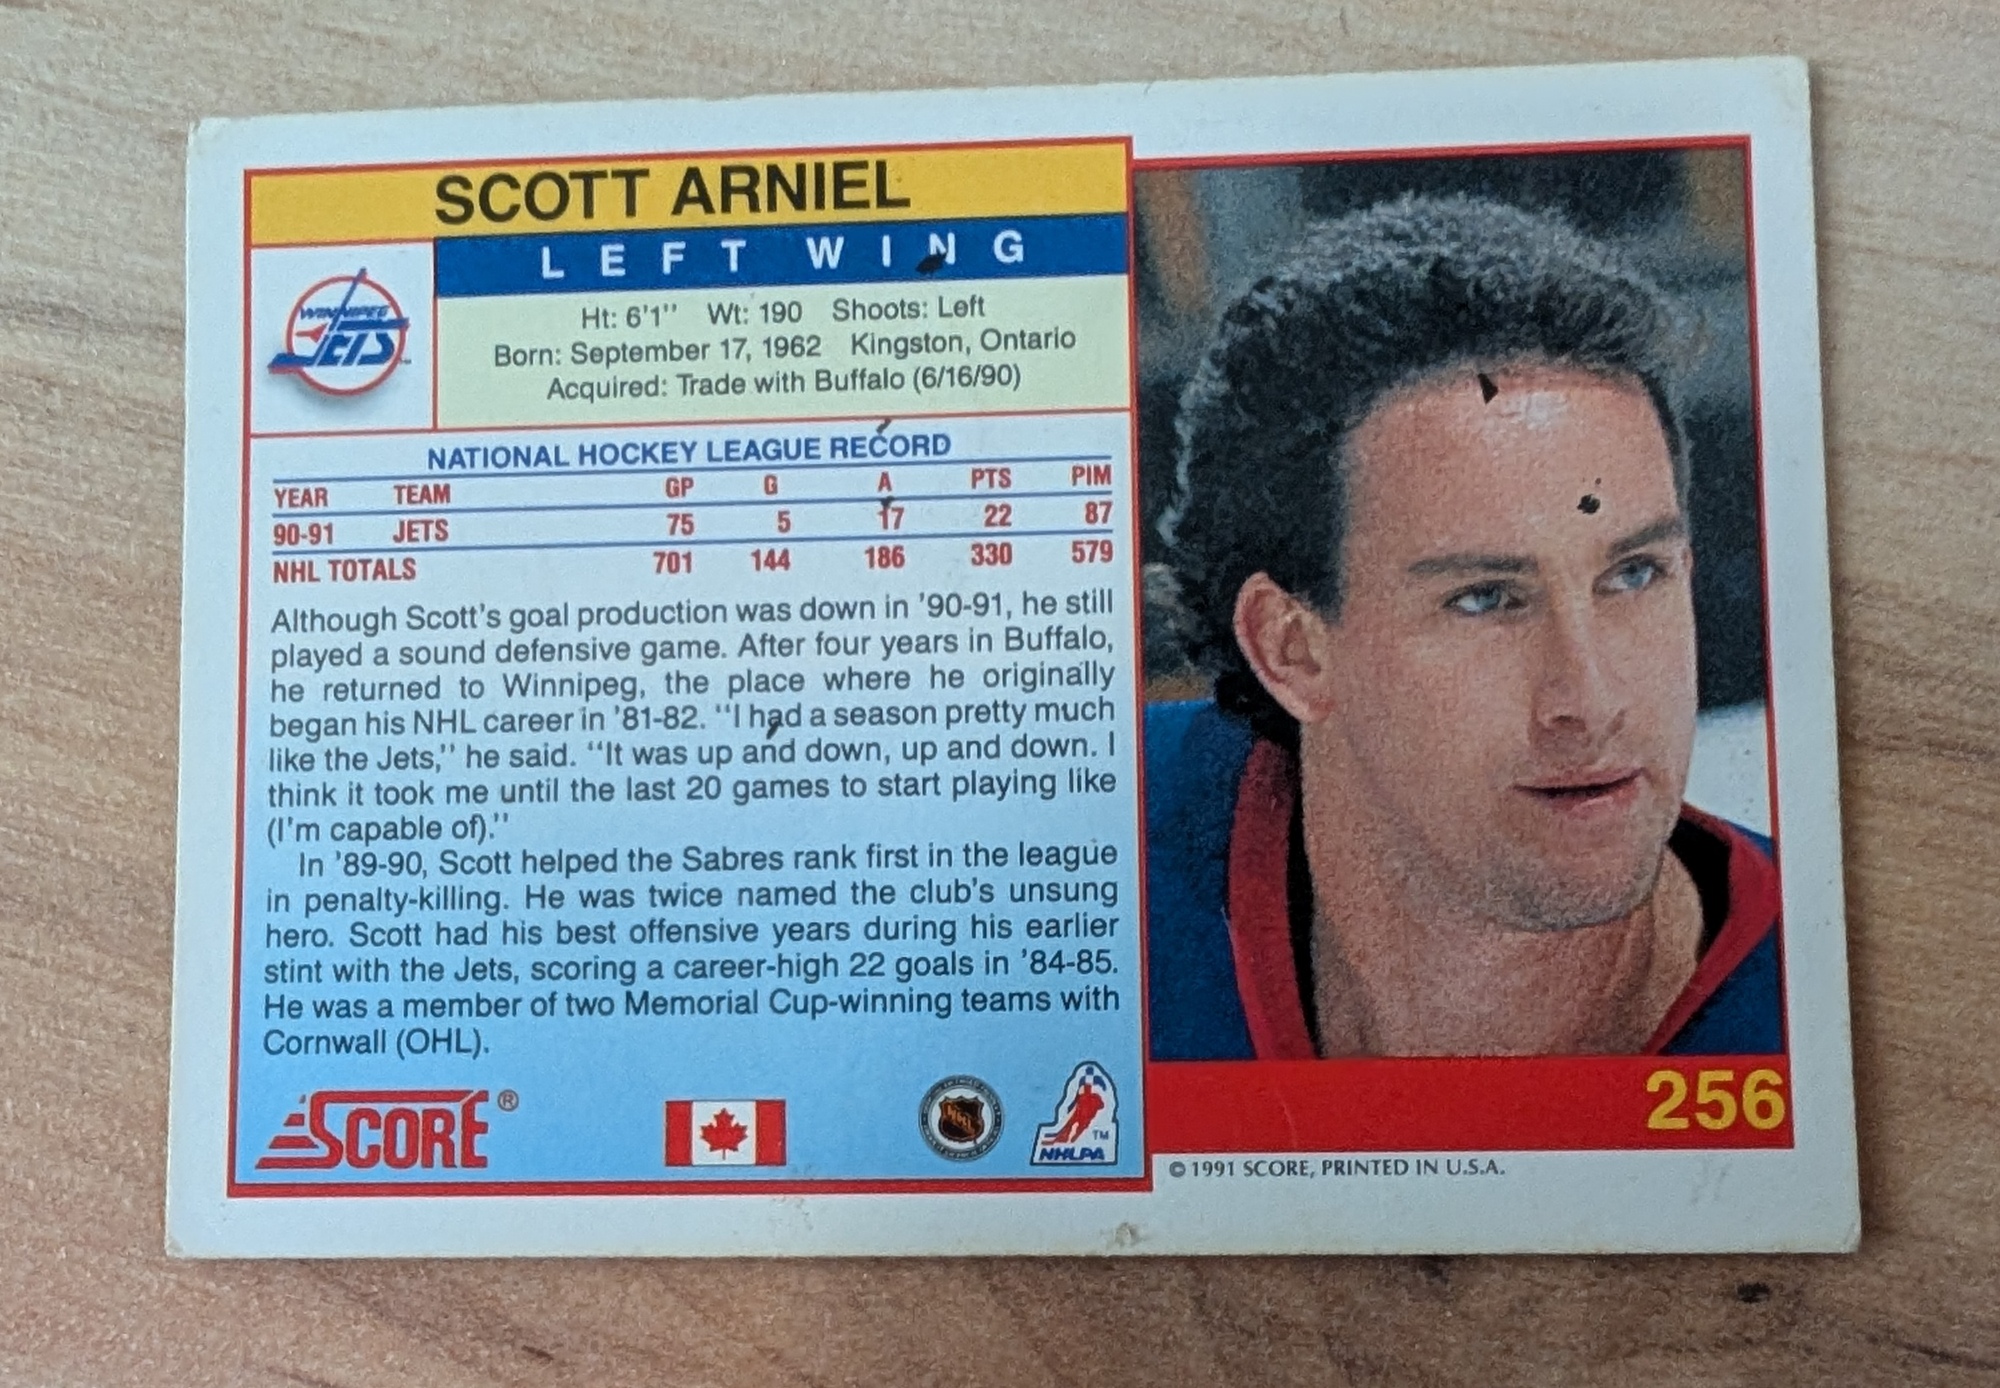 SCOTT ARNIEL
LEFT WING
WINNIPEG
JETS
Ht: 6'1" Wt: 190 Shoots: Left
Born: September 17, 1962 Kingston, Ontario
Acquired: Trade with Buffalo (6/16/90)
NATIONAL HOCKEY LEAGUE RECORD
YEAR TEAM GP G A PTS PIM
90-91 JETS 75 5 17 22 87
NHL TOTALS 701 144 186 330 579
Although Scott's goal production was down in '90-91, he still
played a sound defensive game. After four years in Buffalo,
he returned to Winnipeg, the place where he originally
began his NHL career in '81-82. "I had a season pretty much
like the Jets," he said. "It was up and down, up and down. I
think it took me until the last 20 games to start playing like
(I'm capable of)."
In '89-90, Scott helped the Sabres rank first in the league
in penalty-killing. He was twice named the club's unsung
hero. Scott had his best offensive years during his earlier
stint with the Jets, scoring a career-high 22 goals in '84-85.
He was a member of two Memorial Cup-winning teams with
Cornwall (OHL).
SCORE®
NHL
NHLPA TM
256
© 1991 SCORE, PRINTED IN U.S.A.